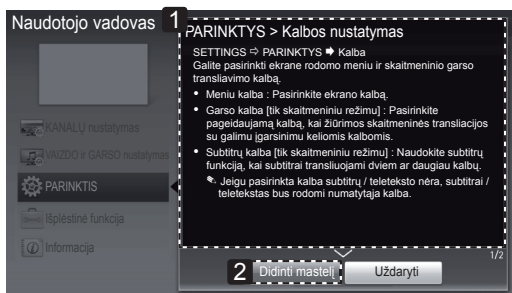 Naudotojo vadovas
1
PARINKTYS > Kalbos nustatymas
SETTINGS ⇨ PARINKTYS ➡ Kalba
Galite pasirinkti ekrane rodomo meniu ir skaitmeninio garso
transliavimo kalbą.
• Meniu kalba : Pasirinkite ekrano kalbą.
• Garso kalba [tik skaitmeniniu režimu] : Pasirinkite
pageidaujamą kalbą, kai žiūrimos skaitmeninės transliacijos
su galimu įgarsinimu keliomis kalbomis.
• Subtitrų kalba [tik skaitmeniniu režimu] : Naudokite subtitrų
funkciją, kai subtitrai transliuojami dviem ar daugiau kalbų.
✎ Jeigu pasirinkta kalba subtitrų / teleteksto nėra, subtitrai /
teletekstas bus rodomi numatytąja kalba.
KANALŲ nustatymas
VAIZDO ir GARSO nustatymas
PARINKTIS
Išplėstinė funkcija
Informacija
1/2
2
Didinti mastelį
Uždaryti